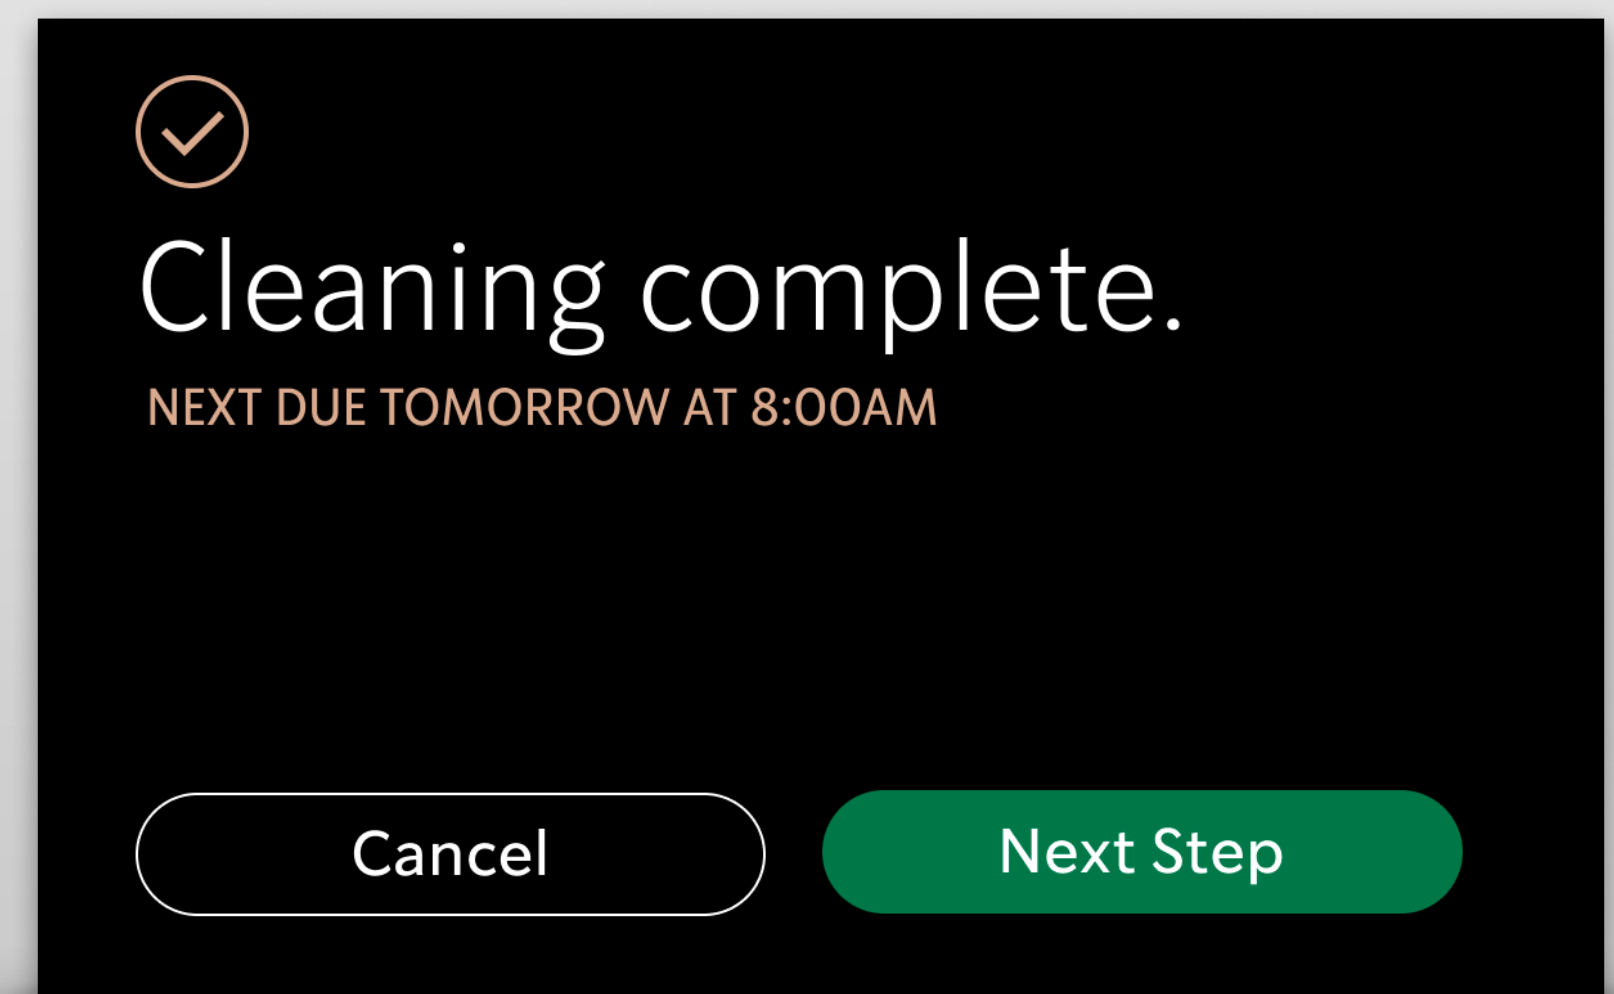 Cleaning complete.
NEXT DUE TOMORROW AT 8:00AM
Cancel
Next Step